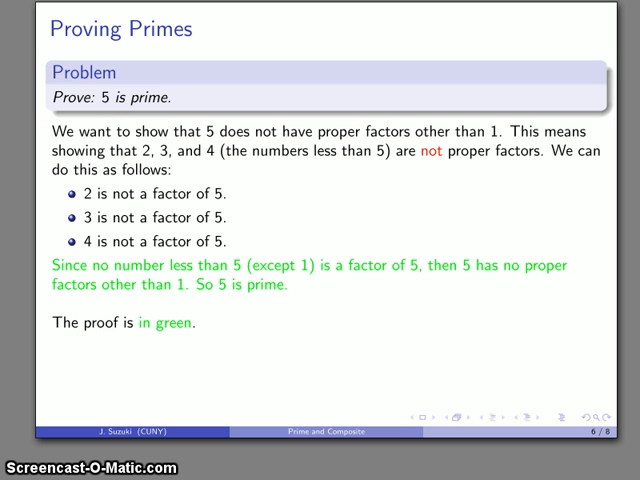 Proving Primes
Problem
Prove: 5 is prime.
We want to show that 5 does not have proper factors other than 1. This means
showing that 2, 3, and 4 (the numbers less than 5) are not proper factors. We can
do this as follows:
2 is not a factor of 5.
3 is not a factor of 5.
4 is not a factor of 5.
Since no number less than 5 (except 1) is a factor of 5, then 5 has no proper
factors other than 1. So 5 is prime.
The proof is in green.
J. Suzuki (CUNY) Prime and Composite 6 / 8
Screencast-O-Matic.com